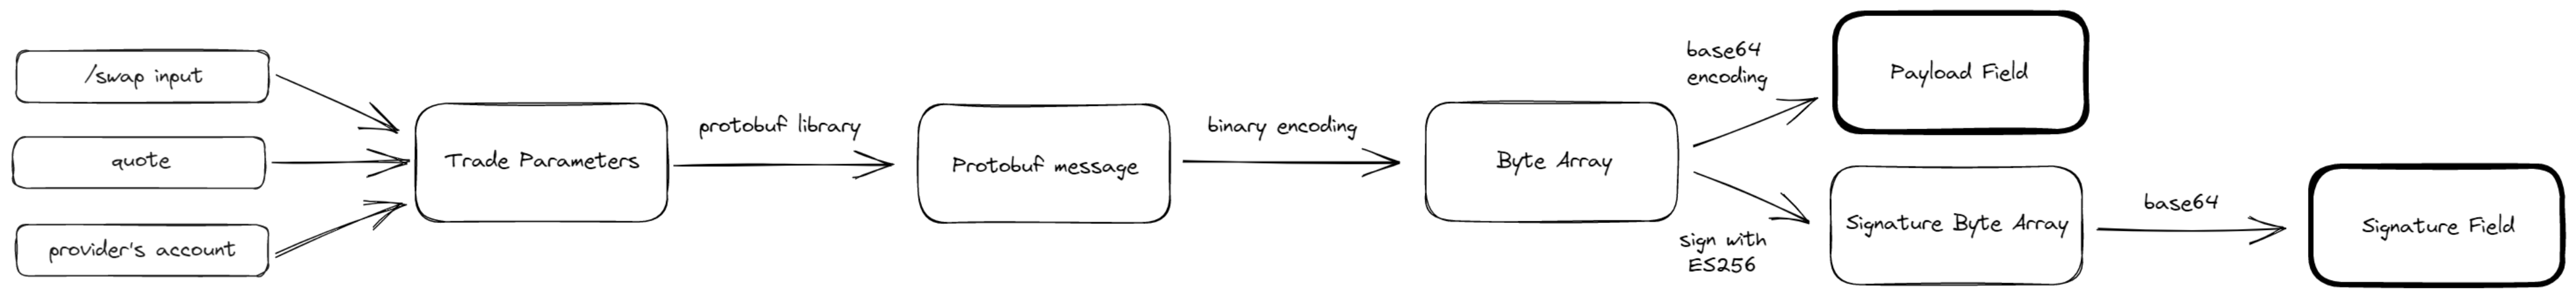 /swap input
quote
provider's account
Trade Parameters
protobuf library
Protobuf message
binary encoding
Byte Array
base64
encoding
Payload Field
sign with
ES256
Signature Byte Array
base64
Signature Field